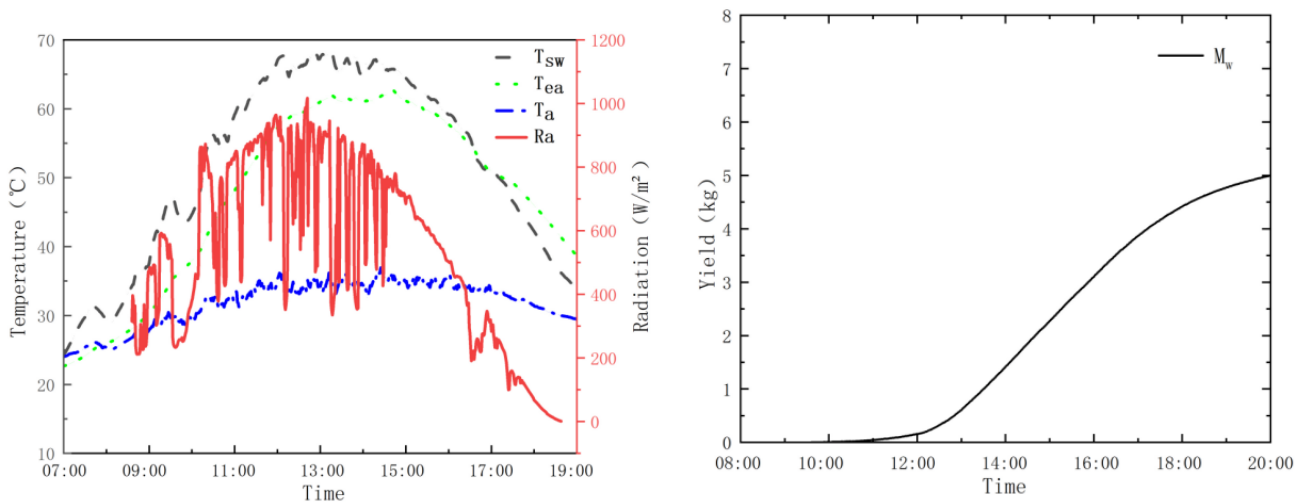 Temperature (℃)
70
60
50
40
30
20
10
T_sw
T_ea
T_a
Ra
1200
1000
800
600
400
200
0
Radiation (W/m²)
07:00 09:00 11:00 13:00 15:00 17:00 19:00
Time
Yield (kg)
8
7
6
5
4
3
2
1
0
M_w
08:00 10:00 12:00 14:00 16:00 18:00 20:00
Time